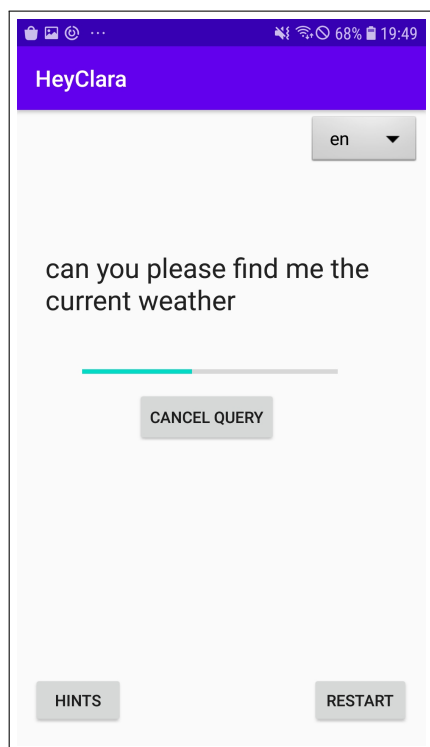 68% 19:49
HeyClara
en
can you please find me the
current weather
CANCEL QUERY
HINTS RESTART